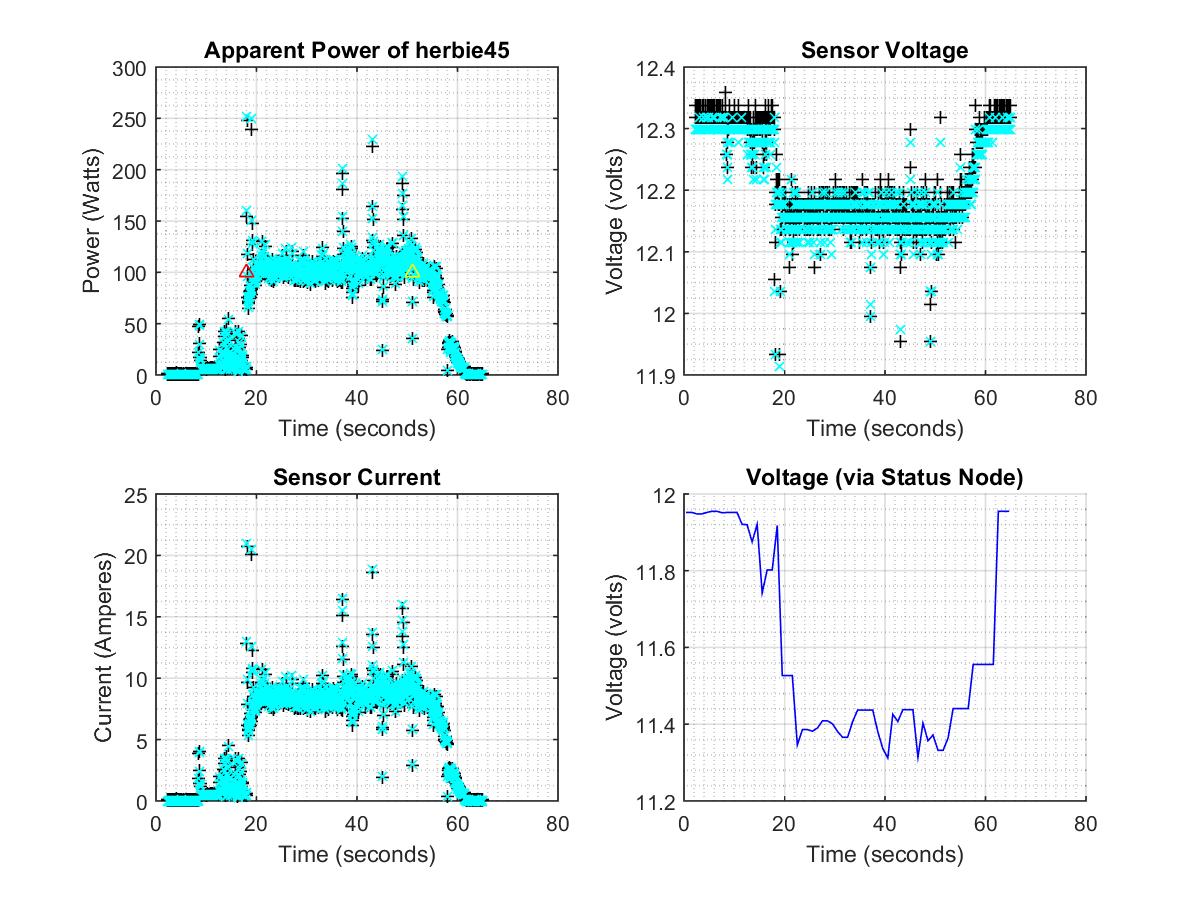 Apparent Power of herbie45
300
250
200
150
100
50
0
Power (Watts)
0 20 40 60 80
Time (seconds)
Sensor Voltage
12.4
12.3
12.2
12.1
12
11.9
Voltage (volts)
0 20 40 60 80
Time (seconds)
Sensor Current
25
20
15
10
5
0
Current (Amperes)
0 20 40 60 80
Time (seconds)
Voltage (via Status Node)
12
11.8
11.6
11.4
11.2
Voltage (volts)
0 20 40 60 80
Time (seconds)